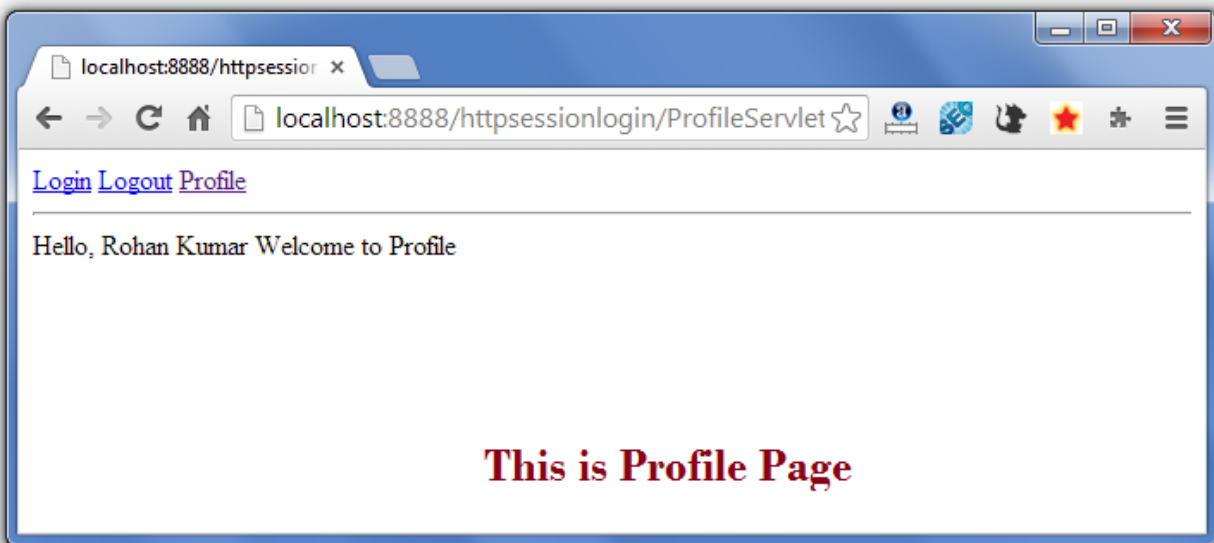 localhost:8888/httpsession
localhost:8888/httpsessionlogin/ProfileServlet
Login Logout Profile
Hello, Rohan Kumar Welcome to Profile
This is Profile Page